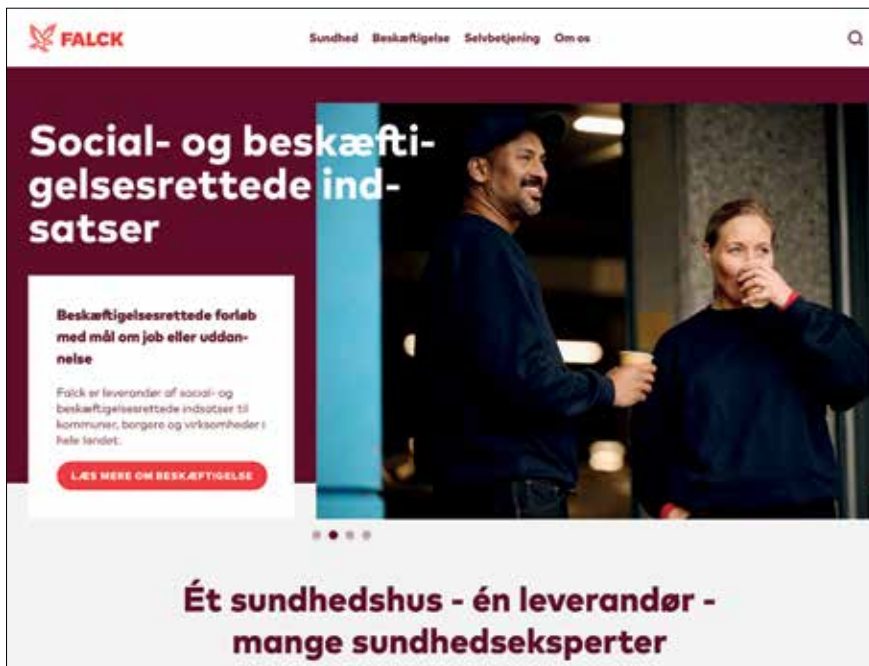 FALCK
Sundhed Beskæftigelse Selvbetjening Om os
Social- og beskæfti-
gelsesrettede ind-
satser
Beskæftigelsesrettede forløb
med mål om job eller uddan-
nelse
Falck er leverandør af social- og
beskæftigelsesrettede indsatser til
kommuner, borgere og virksomheder i
hele landet.
LÆS MERE OM BESKÆFTIGELSE
Ét sundhedshus - én leverandør -
mange sundhedseksperter